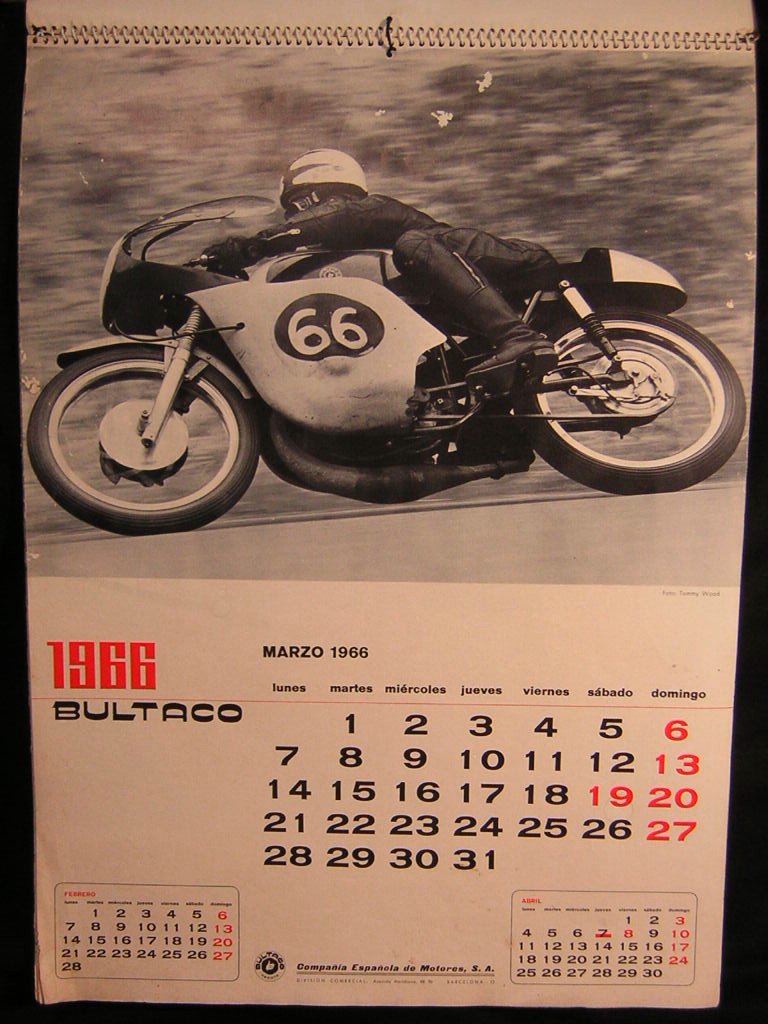 66
Foto: Tommy Wood
1966
BULTACO
MARZO 1966
lunes martes miércoles jueves viernes sábado domingo
1 2 3 4 5 6
7 8 9 10 11 12 13
14 15 16 17 18 19 20
21 22 23 24 25 26 27
28 29 30 31
FEBRERO
lunes martes miércoles jueves viernes sábado domingo
1 2 3 4 5 6
7 8 9 10 11 12 13
14 15 16 17 18 19 20
21 22 23 24 25 26 27
28
BULTACO
Compañía Española de Motores, S. A.
DIVISIÓN COMERCIAL: Avenida Meridiana, BARCELONA
ABRIL
lunes martes miércoles jueves viernes sábado domingo
1 2 3
4 5 6 7 8 9 10
11 12 13 14 15 16 17
18 19 20 21 22 23 24
25 26 27 28 29 30